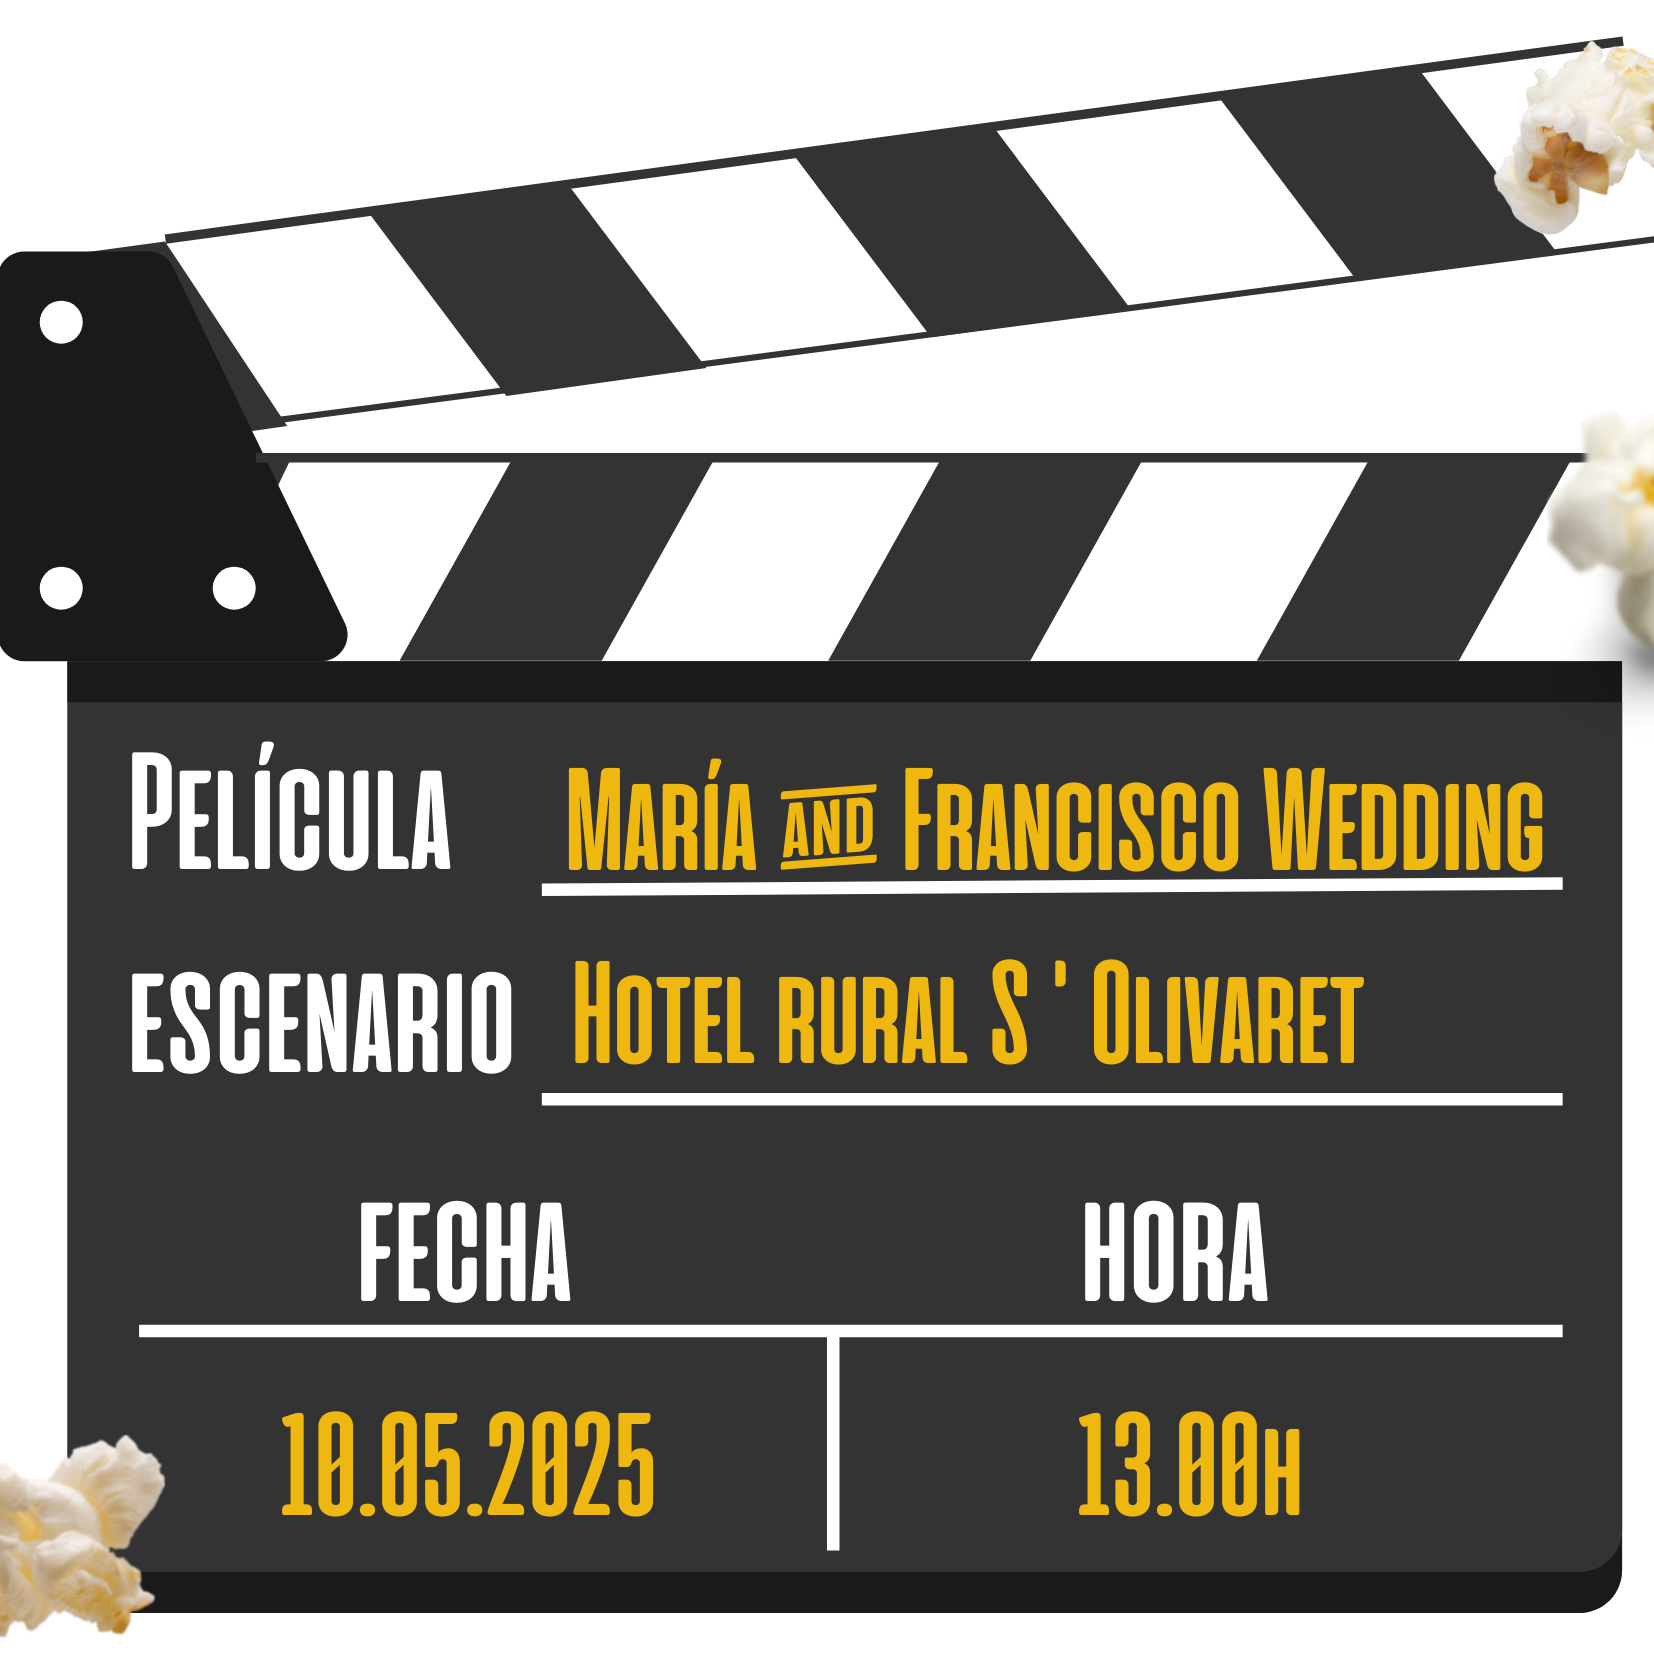 Película
María and Francisco Wedding
ESCENARIO
Hotel rural S ' Olivaret
FECHA
HORA
10.05.2025
13.00h